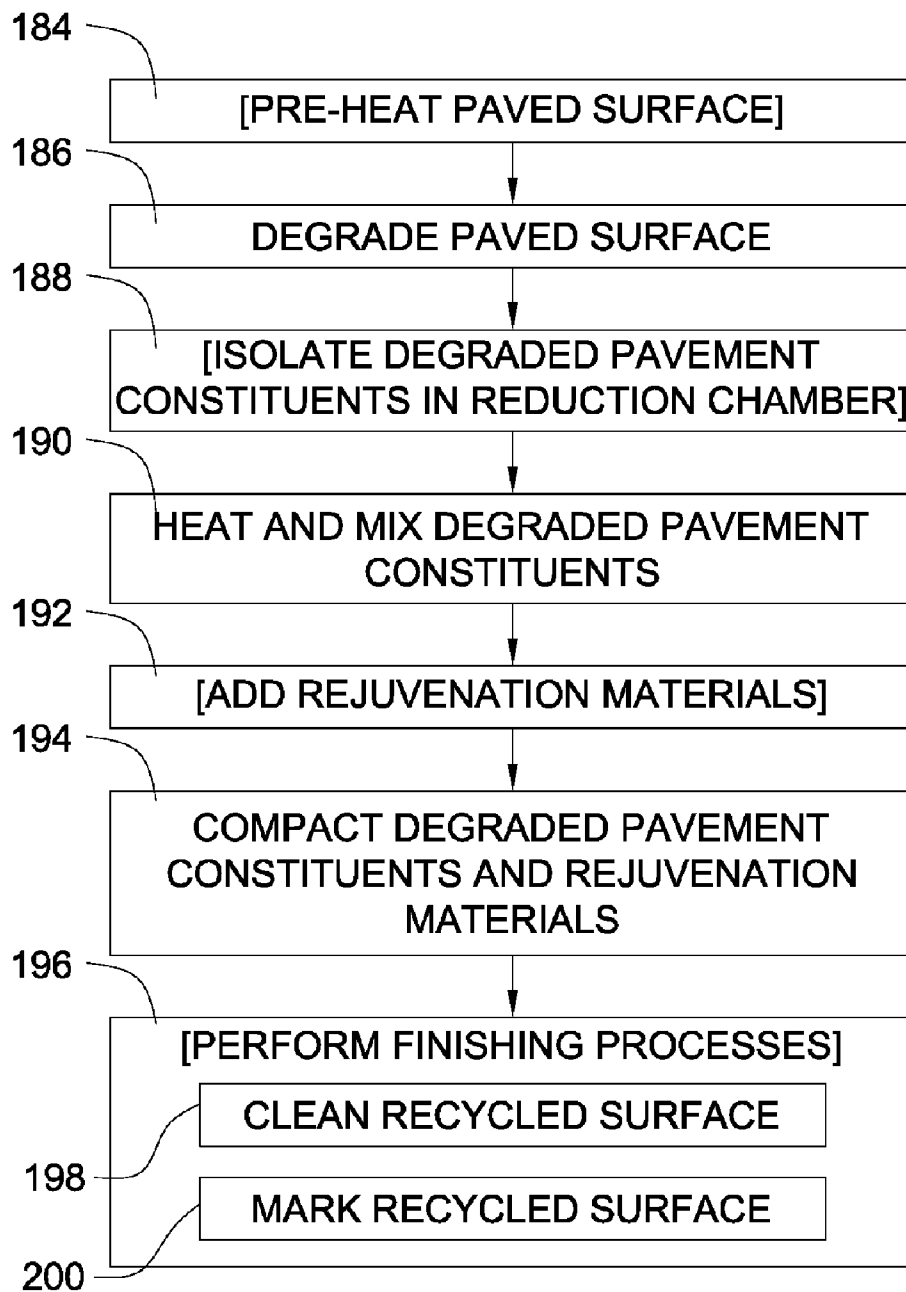 184
[PRE-HEAT PAVED SURFACE]
186
DEGRADE PAVED SURFACE
188
[ISOLATE DEGRADED PAVEMENT
CONSTITUENTS IN REDUCTION CHAMBER]
190
HEAT AND MIX DEGRADED PAVEMENT
CONSTITUENTS
192
[ADD REJUVENATION MATERIALS]
194
COMPACT DEGRADED PAVEMENT
CONSTITUENTS AND REJUVENATION
MATERIALS
196
[PERFORM FINISHING PROCESSES]
CLEAN RECYCLED SURFACE
198
MARK RECYCLED SURFACE
200